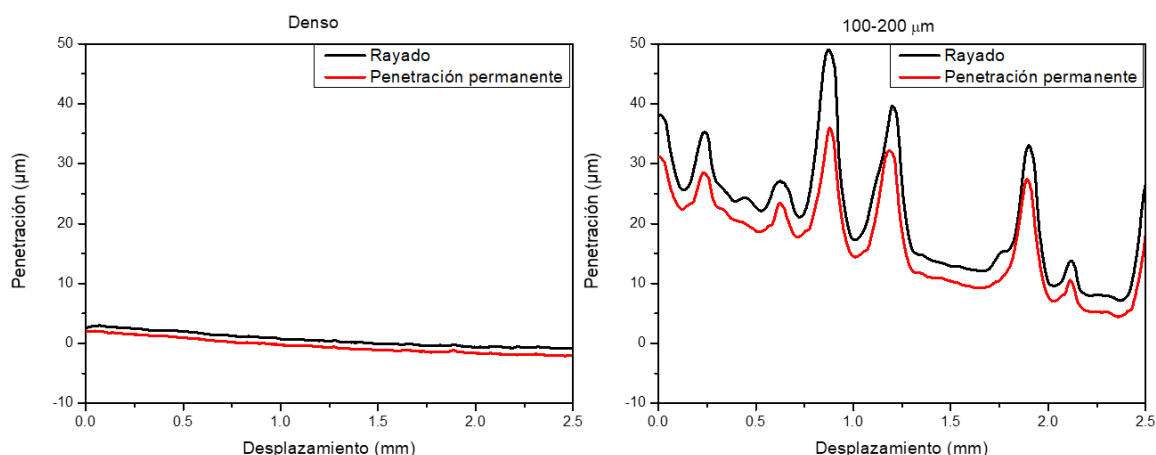 Denso
Rayado
Penetración permanente
50
40
30
20
10
0
-10
Penetración (µm)
0.0 0.5 1.0 1.5 2.0 2.5
Desplazamiento (mm)
100-200 µm
Rayado
Penetración permanente
50
40
30
20
10
0
-10
Penetración (µm)
0.0 0.5 1.0 1.5 2.0 2.5
Desplazamiento (mm)